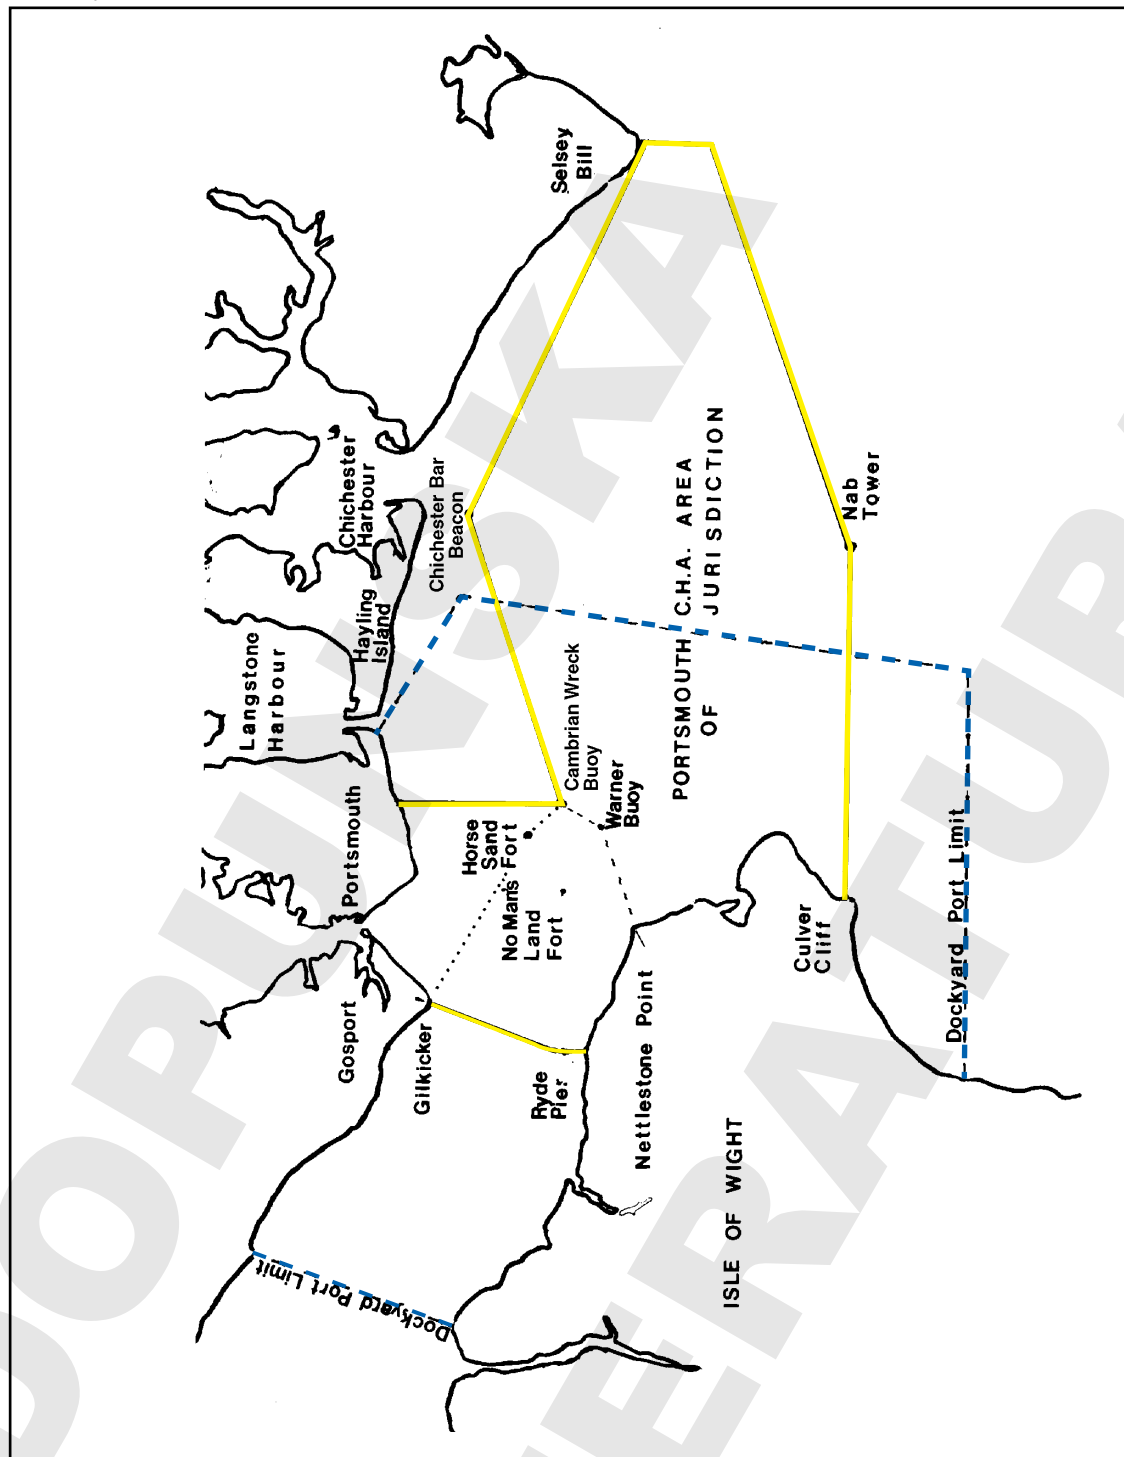 Langstone
Harbour
Chichester
Harbour
Gosport
Portsmouth
Hayling
Island
Dockyard Port Limit
Gilkicker
Chichester Bar
Beacon
Horse
Sand
Fort
No Mans
Land
Fort
Ryde
Pier
Selsey
Bill
Cambrian Wreck
Buoy
Warner
Buoy
Nettlestone Point
PORTSMOUTH C.H.A. AREA
OF JURISDICTION
ISLE OF WIGHT
Culver
Cliff
Nab
Tower
Dockyard Port Limit
DOPUNSKA